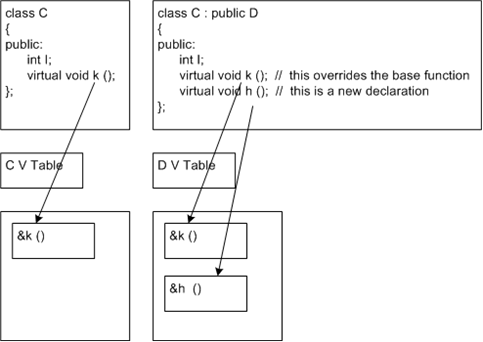 class C
{
public:
int I;
virtual void k ();
};
class C : public D
{
public:
int I;
virtual void k (); // this overrides the base function
virtual void h (); // this is a new declaration
};
C V Table
D V Table
&k ()
&k ()
&h ()